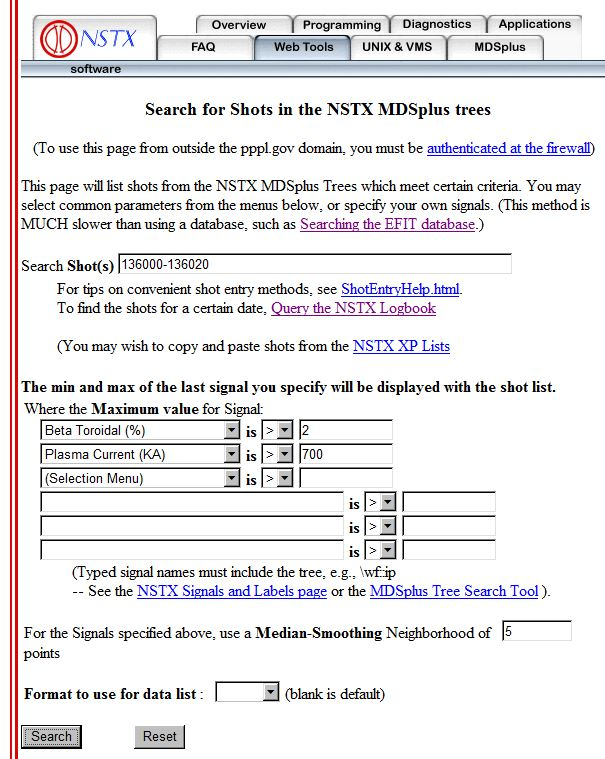 NSTX
Overview Programming Diagnostics Applications
FAQ Web Tools UNIX & VMS MDSplus
software
Search for Shots in the NSTX MDSplus trees
(To use this page from outside the pppl.gov domain, you must be authenticated at the firewall)
This page will list shots from the NSTX MDSplus Trees which meet certain criteria. You may
select common parameters from the menus below, or specify your own signals. (This method is
MUCH slower than using a database, such as Searching the EFIT database.)
Search Shot(s) 136000-136020
For tips on convenient shot entry methods, see ShotEntryHelp.html.
To find the shots for a certain date, Query the NSTX Logbook
(You may wish to copy and paste shots from the NSTX XP Lists
The min and max of the last signal you specify will be displayed with the shot list.
Where the Maximum value for Signal:
Beta Toroidal (%) is > 2
Plasma Current (KA) is > 700
(Selection Menu) is >
is >
is >
is >
(Typed signal names must include the tree, e.g., \wf::ip
-- See the NSTX Signals and Labels page or the MDSplus Tree Search Tool ).
For the Signals specified above, use a Median-Smoothing Neighborhood of 5
points
Format to use for data list : (blank is default)
Search Reset